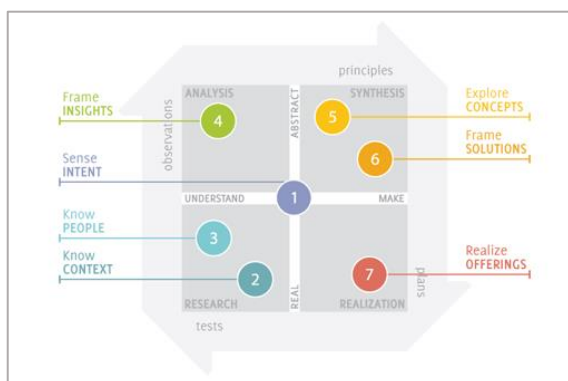 principles
Frame
INSIGHTS
ANALYSIS
ABSTRACT
SYNTHESIS
Explore
CONCEPTS
4
5
observations
Frame
SOLUTIONS
6
Sense
INTENT
UNDERSTAND
1
MAKE
Know
PEOPLE
3
Know
CONTEXT
2
REAL
7
Realize
OFFERINGS
plans
RESEARCH
REALIZATION
tests